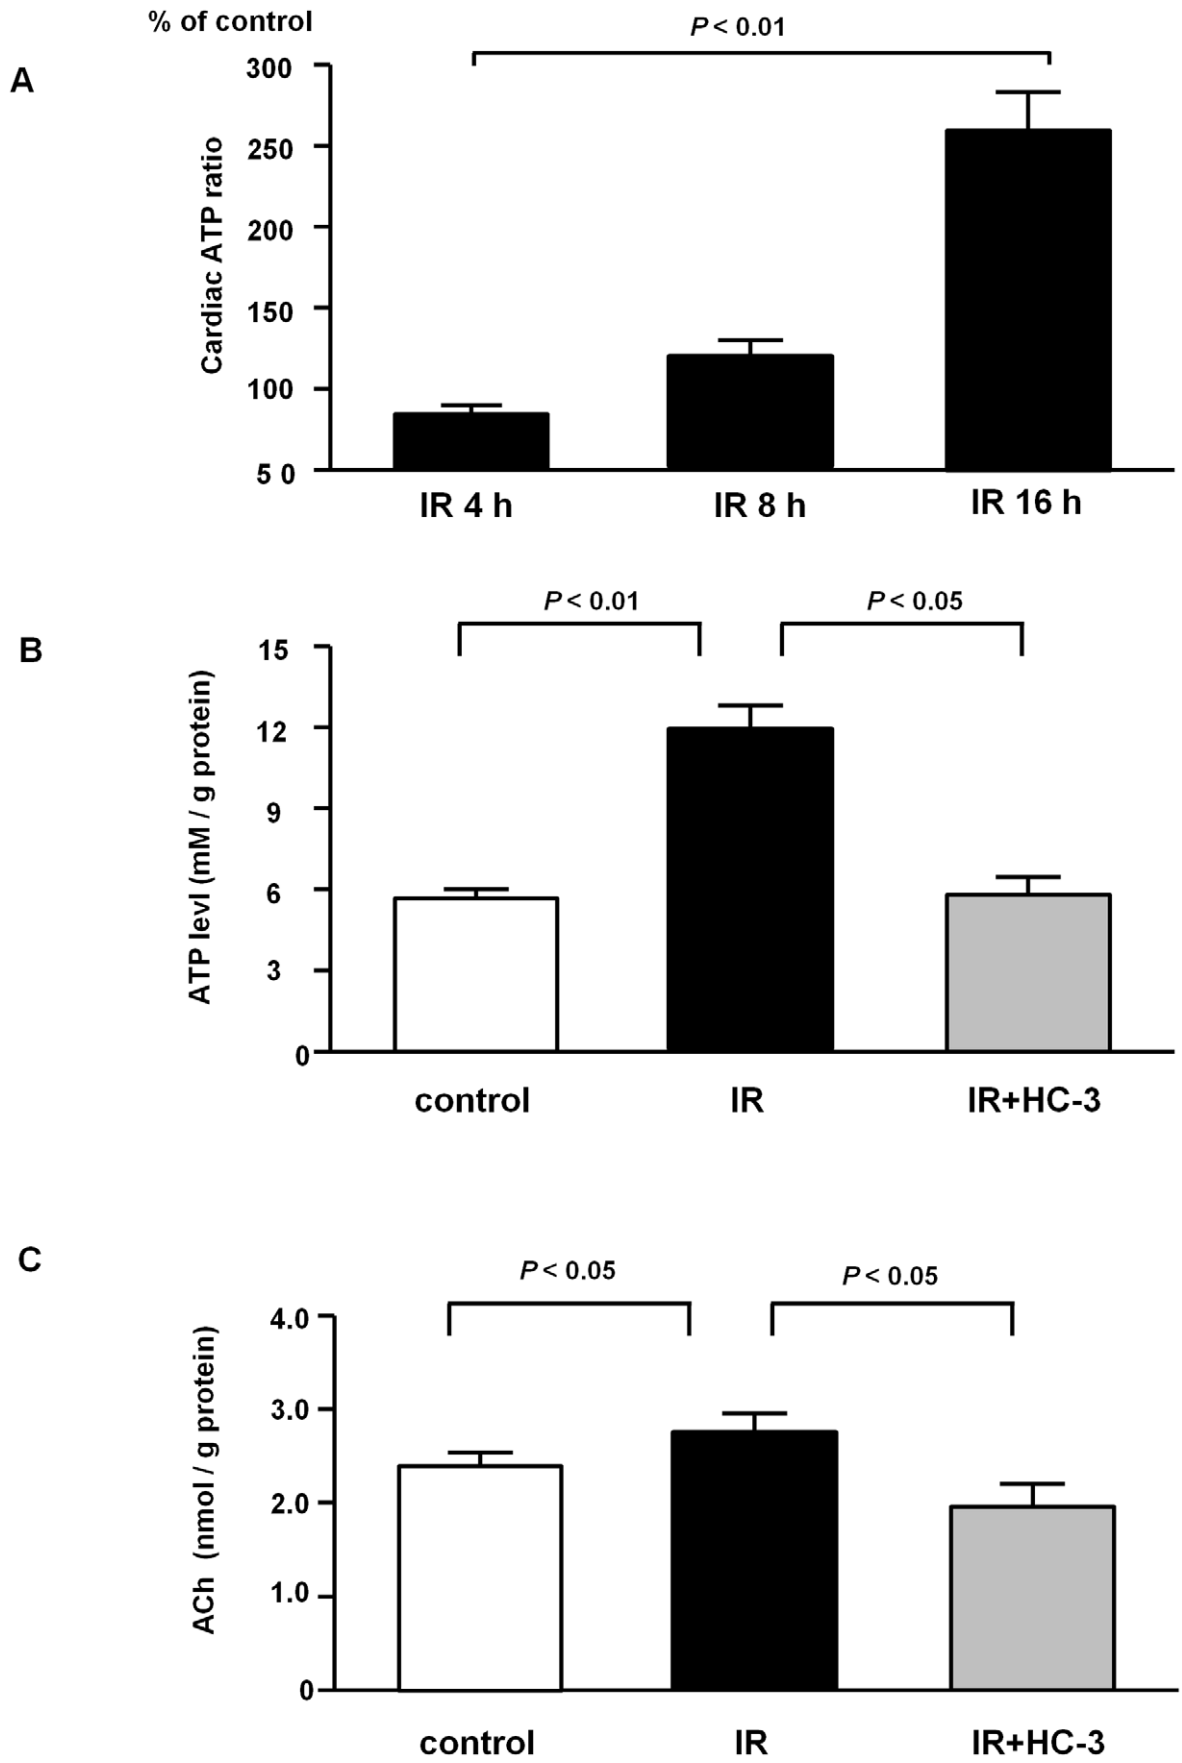 % of control
P < 0.01
A
300
250
200
150
100
5 0
Cardiac ATP ratio
IR 4 h IR 8 h IR 16 h
P < 0.01 P < 0.05
B
15
12
9
6
3
0
ATP levl (mM / g protein)
control IR IR+HC-3
C
P < 0.05 P < 0.05
4.0
3.0
2.0
1.0
0
ACh (nmol / g protein)
control IR IR+HC-3